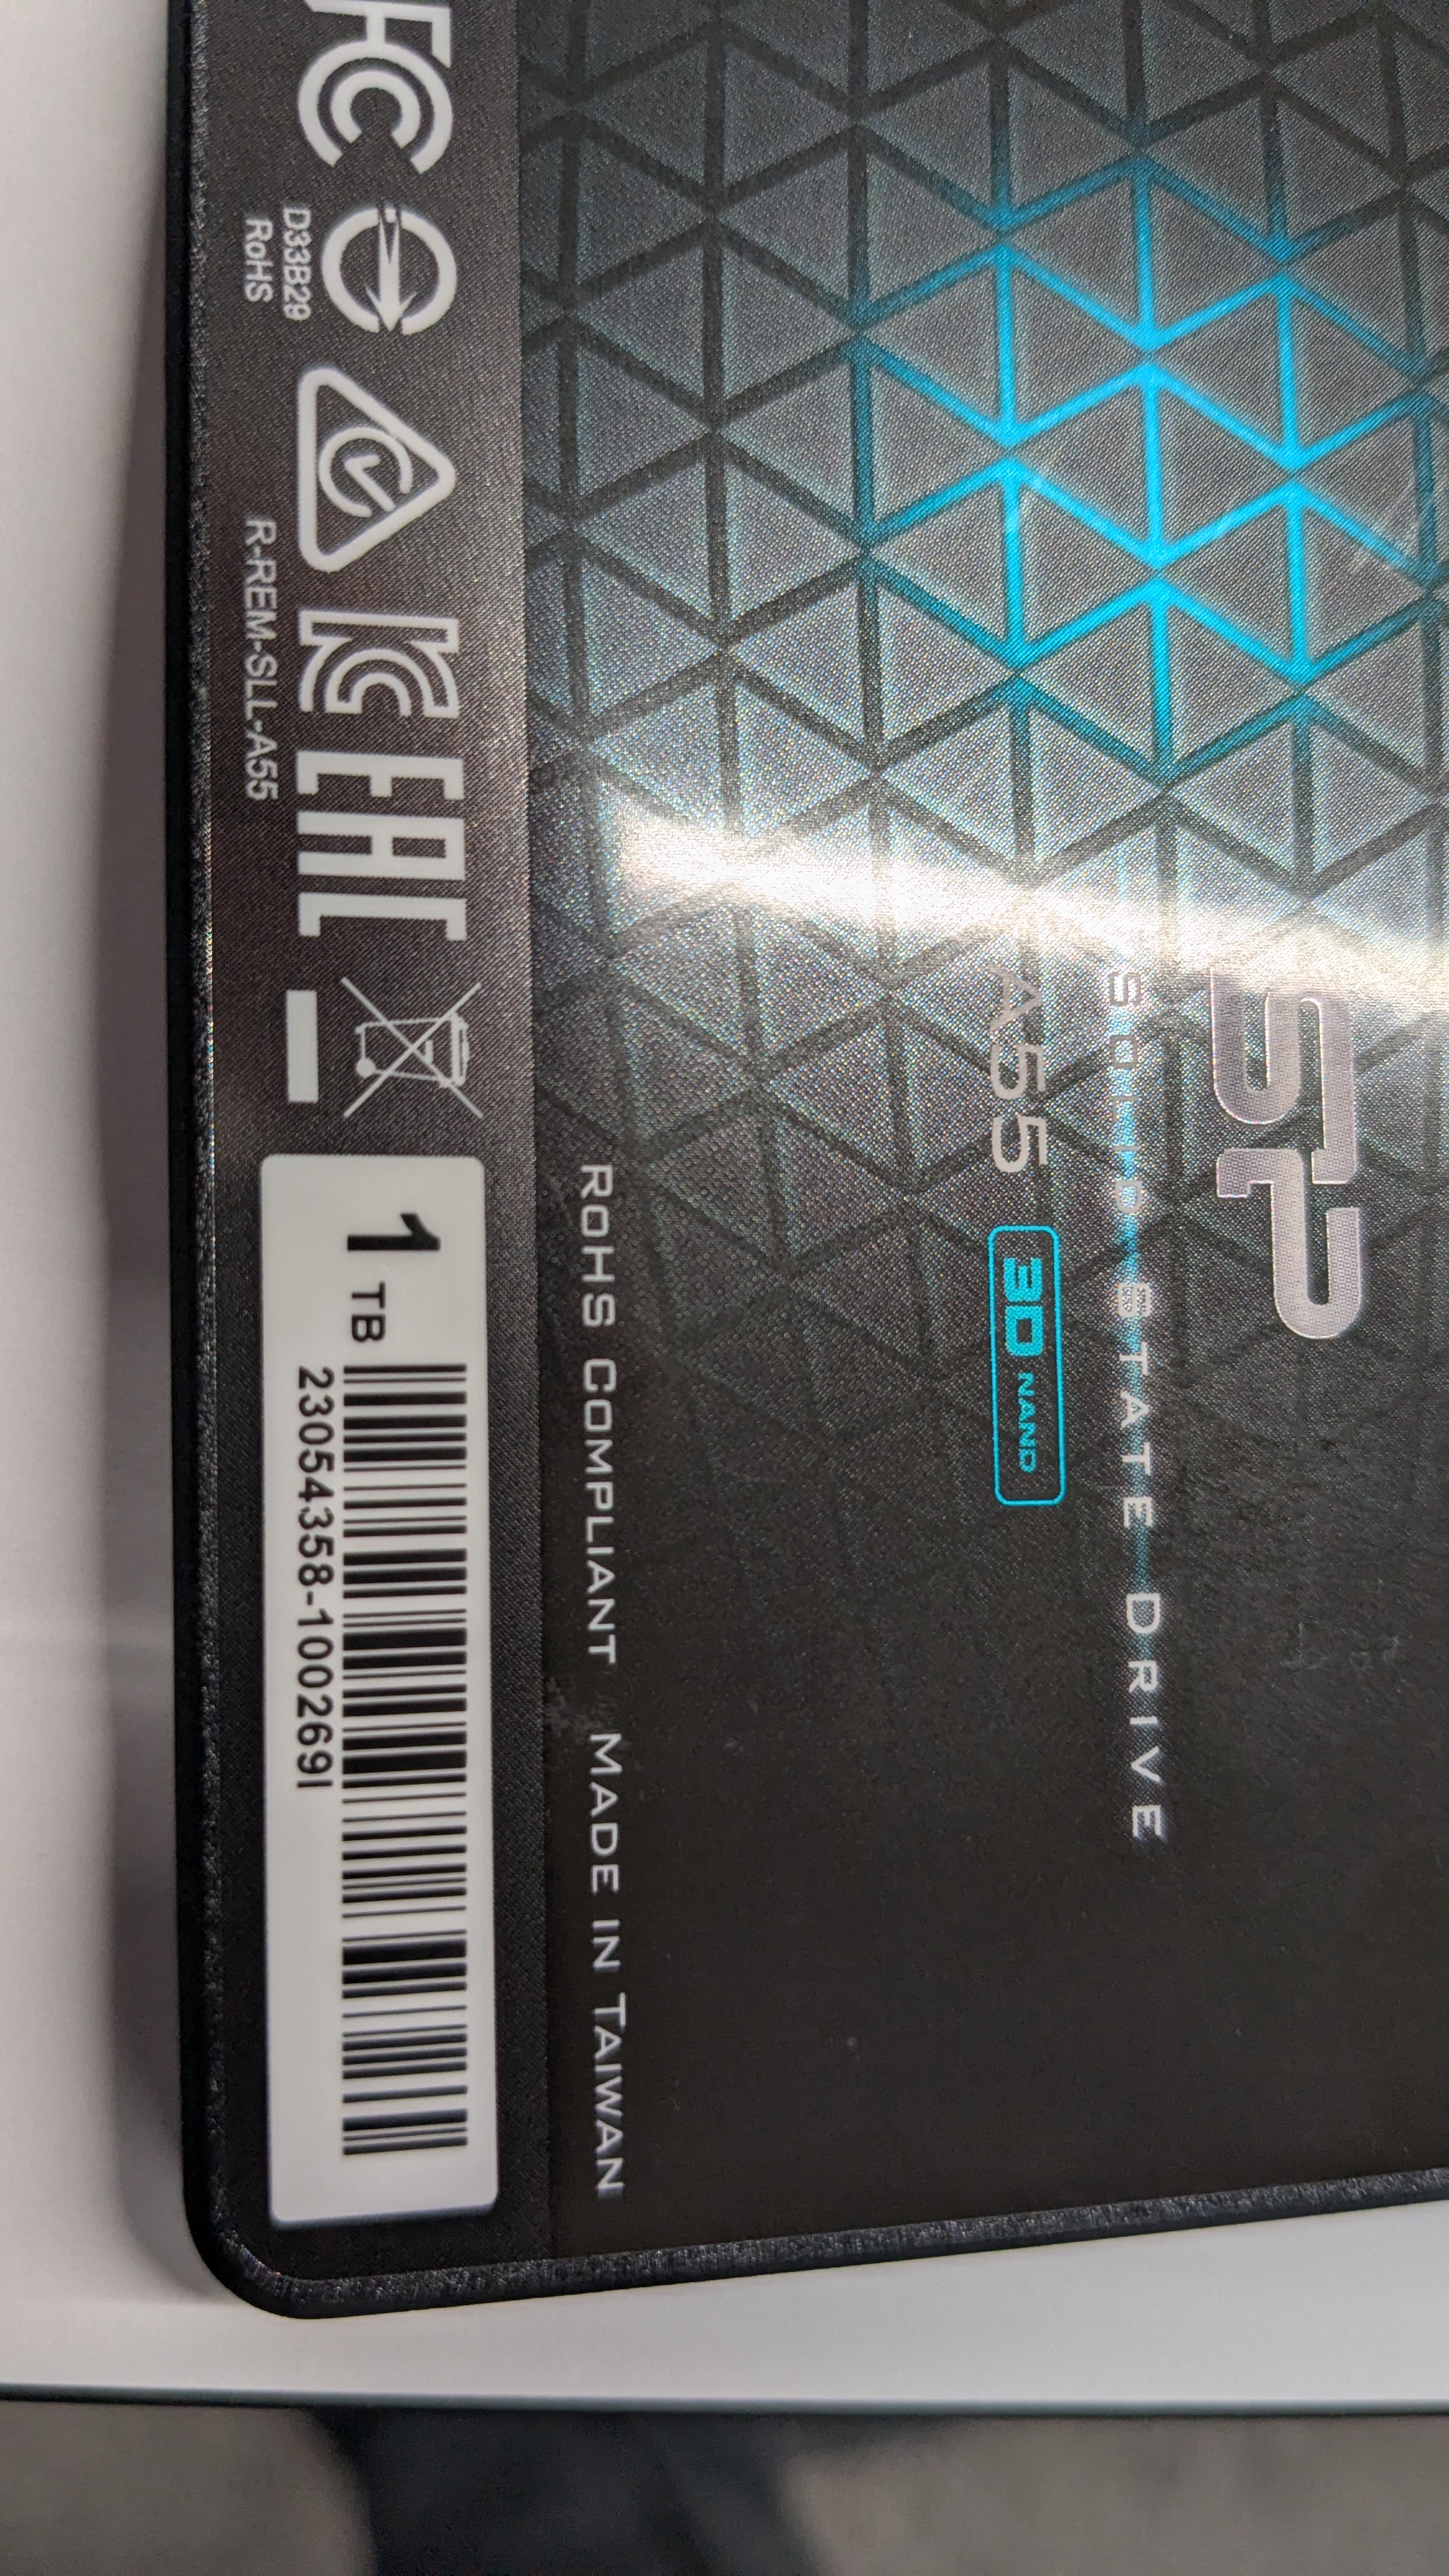 SP
SOLID STATE DRIVE
A55 3D NAND
ROHS COMPLIANT MADE IN TAIWAN
FC
D33B29
RoHS
R-REM-SLL-A55
EAC
1 TB
23054358-100269I